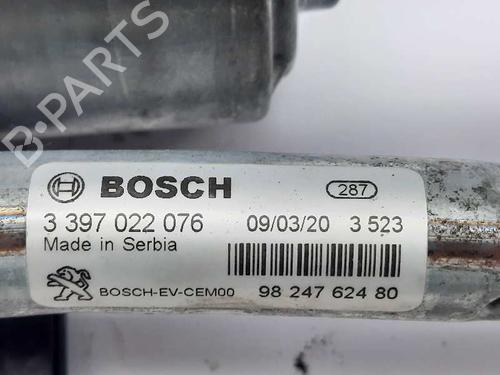 B-PARTS
BOSCH 287
3 397 022 076 09/03/20 3 523
Made in Serbia
BOSCH-EV-CEM00 98 247 624 80